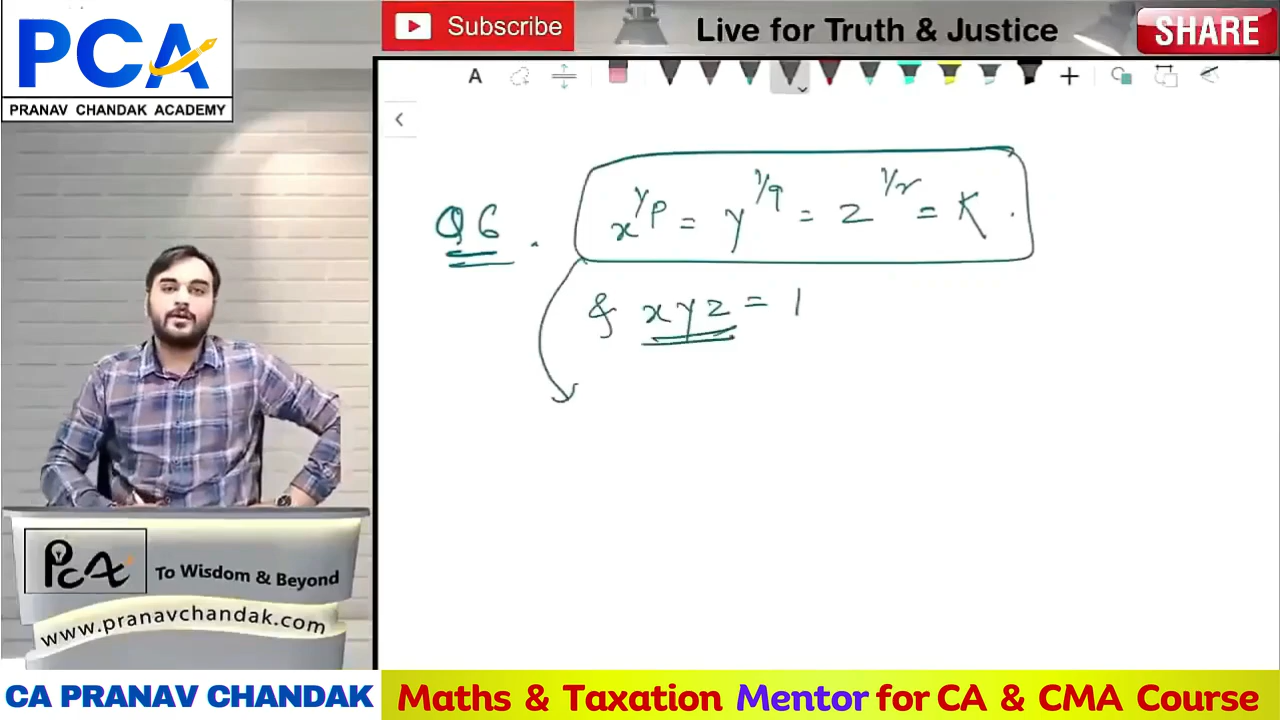 PCA
PRANAV CHANDAK ACADEMY
Subscribe
Live for Truth & Justice
SHARE
A
Q6. x^1/p = y^1/q = z^1/r = K.
& xyz = 1
PCA To Wisdom & Beyond
www.pranavchandak.com
CA PRANAV CHANDAK
Maths & Taxation Mentor for CA & CMA Course